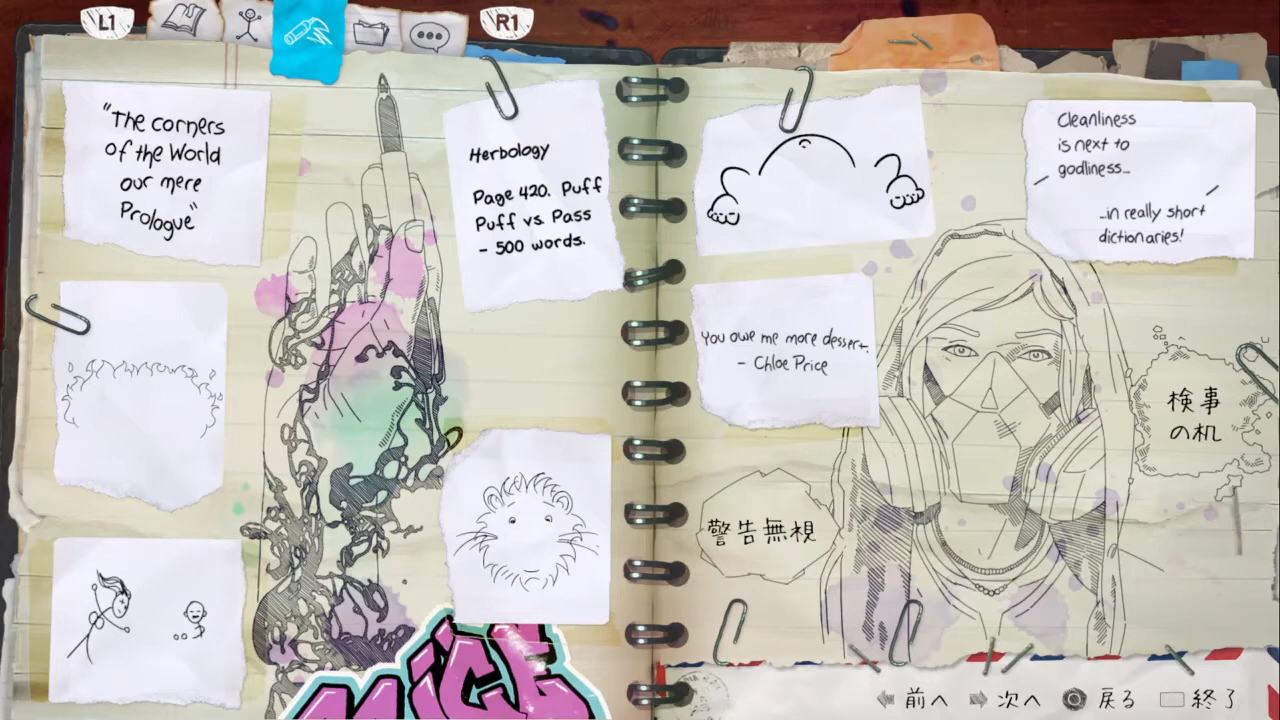 L1
R1
"The corners
of the World
our mere
Prologue"
Herbology
Page 420. Puff
Puff vs. Pass
- 500 words.
NICE
Cleanliness
is next to
godliness...
...in really short
dictionaries!
You owe me more dessert.
- Chloe Price
検事
の机
警告無視
前へ
次へ
戻る
終了